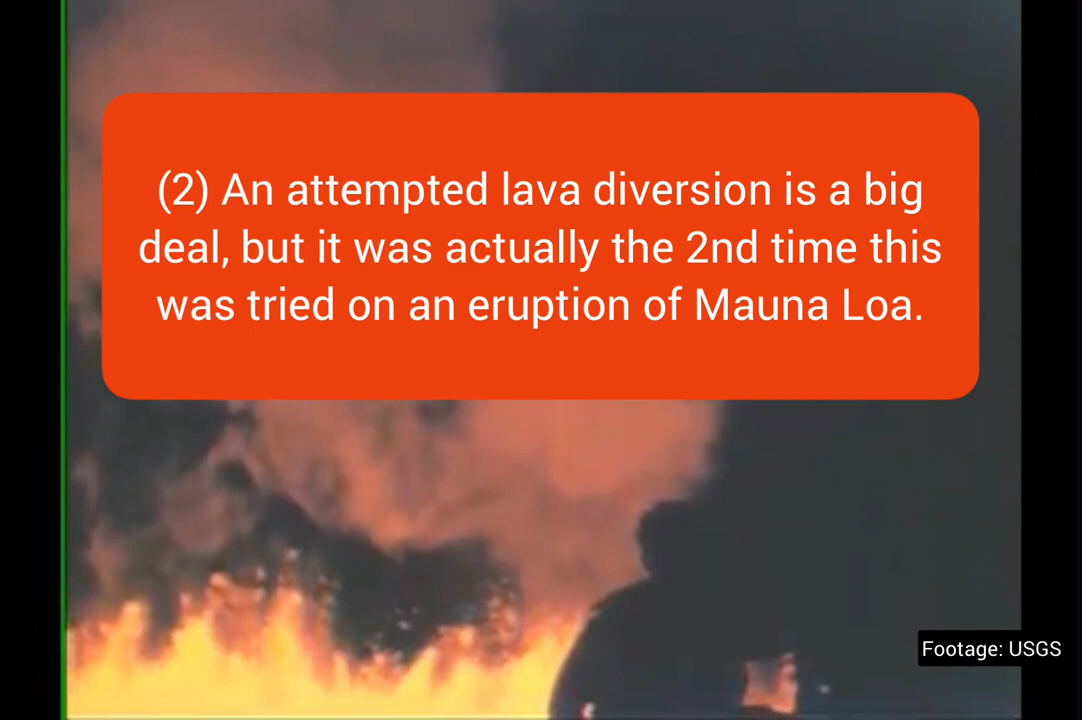 (2) An attempted lava diversion is a big
deal, but it was actually the 2nd time this
was tried on an eruption of Mauna Loa.
Footage: USGS